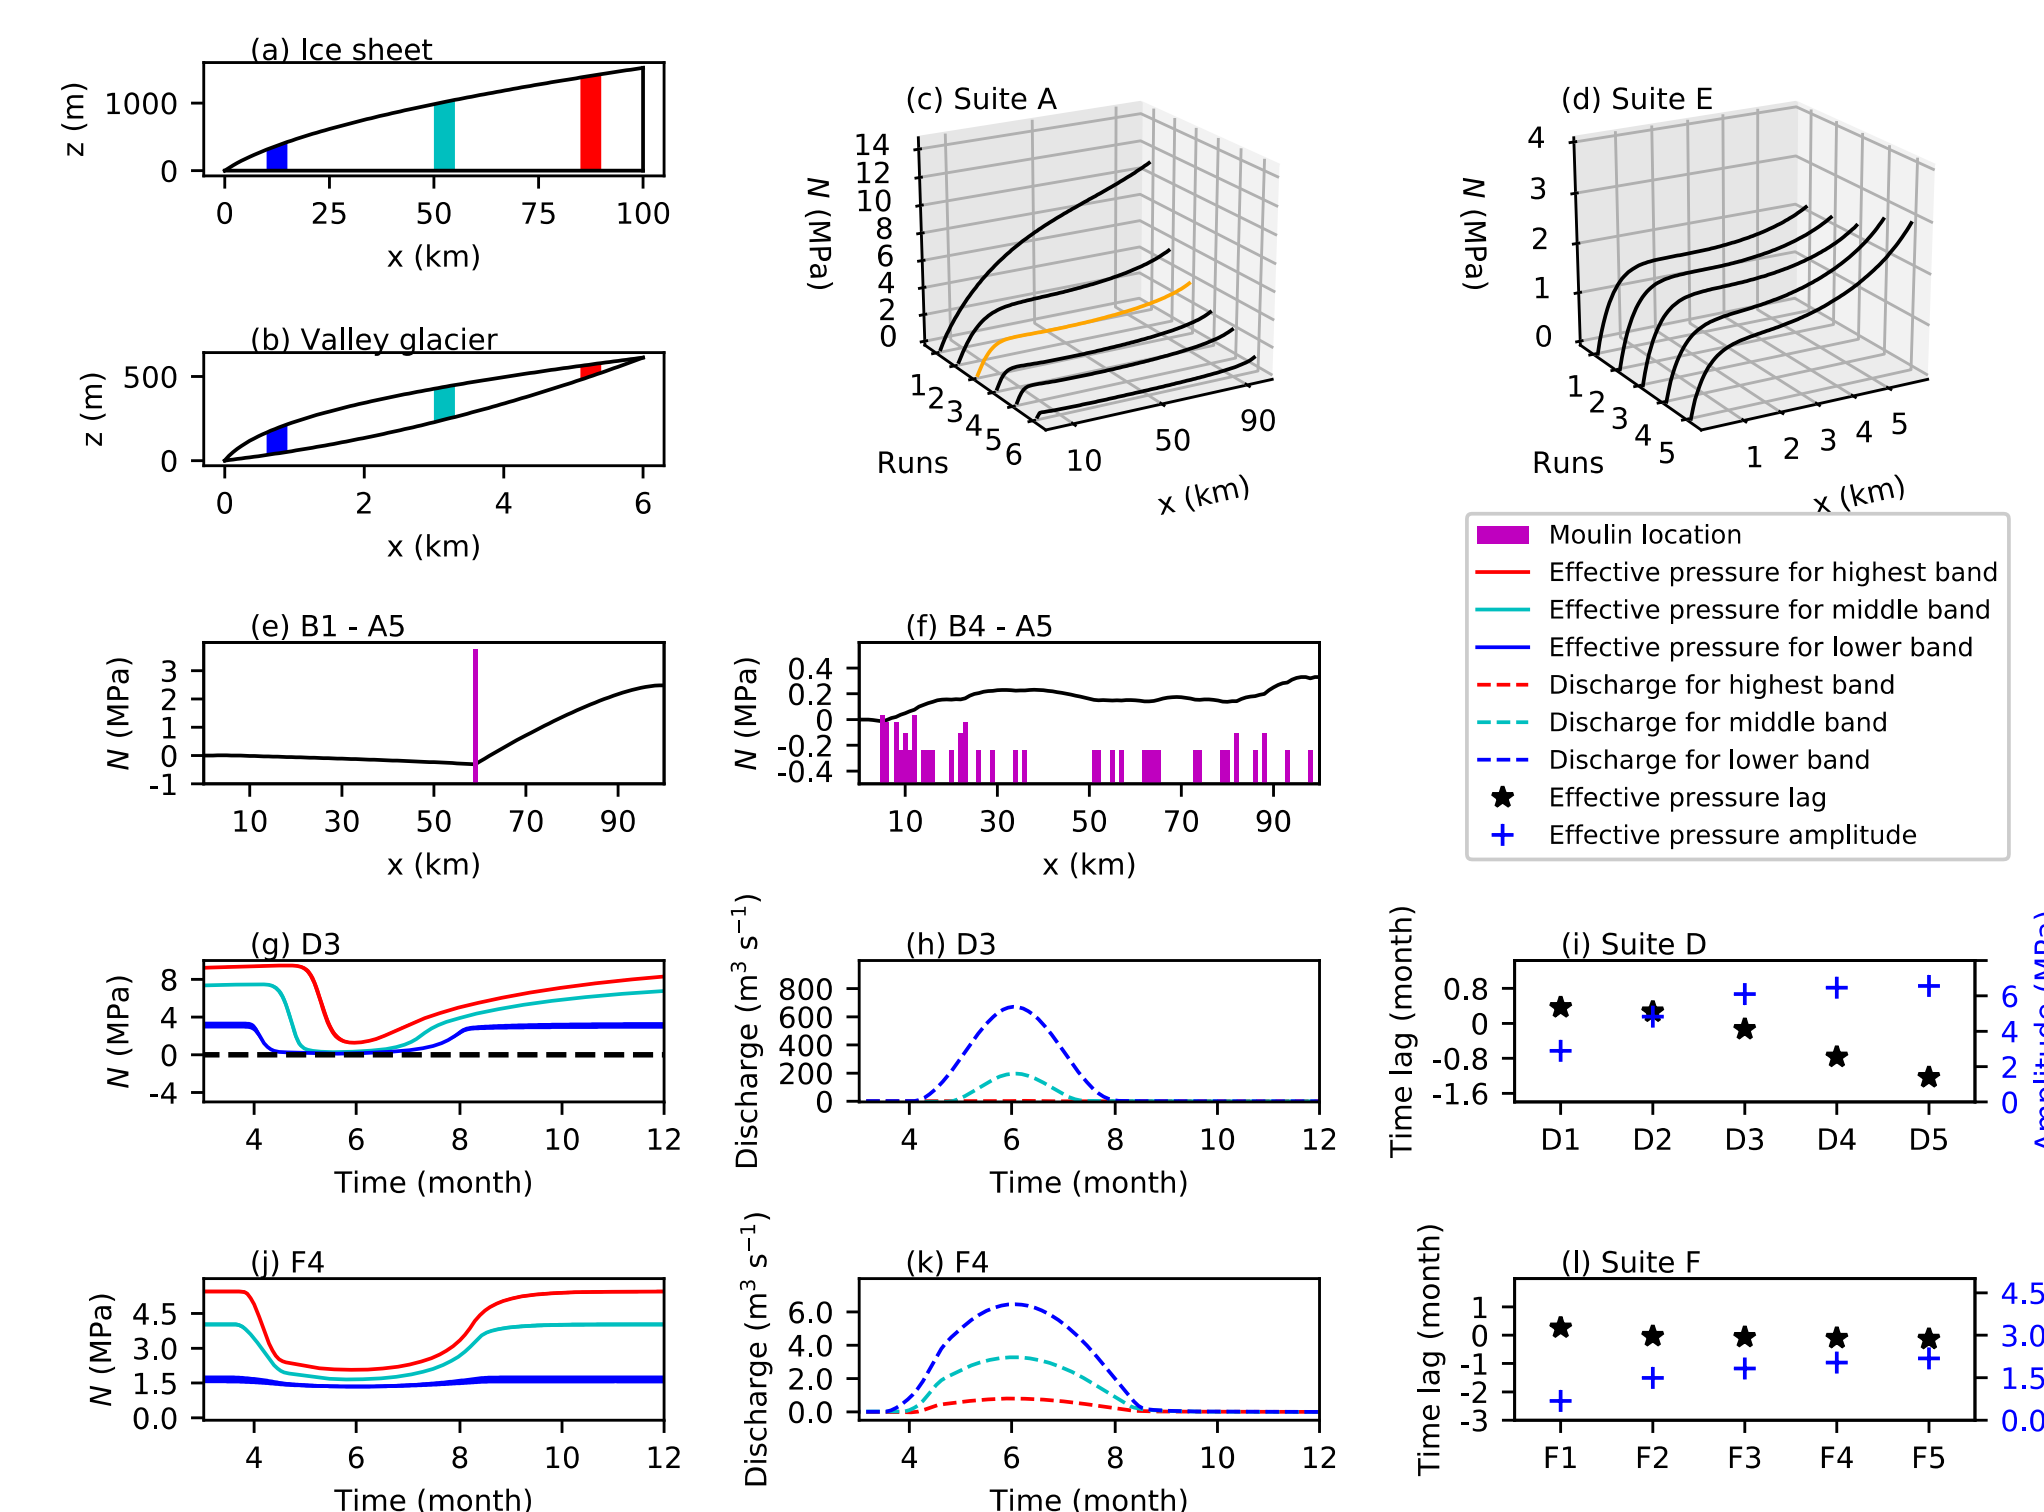 (a) Ice sheet
z (m)
1000
0
0 25 50 75 100
x (km)
(b) Valley glacier
z (m)
500
0
0 2 4 6
x (km)
(c) Suite A
N (MPa)
14
12
10
8
6
4
2
0
1 2 3 4 5 6
Runs
10 50 90
x (km)
(d) Suite E
N (MPa)
4
3
2
1
0
1 2 3 4 5
Runs
1 2 3 4 5
x (km)
Moulin location
Effective pressure for highest band
Effective pressure for middle band
Effective pressure for lower band
Discharge for highest band
Discharge for middle band
Discharge for lower band
Effective pressure lag
Effective pressure amplitude
(e) B1 - A5
N (MPa)
3
2
1
0
-1
10 30 50 70 90
x (km)
(f) B4 - A5
N (MPa)
0.4
0.2
0
-0.2
-0.4
10 30 50 70 90
x (km)
(g) D3
N (MPa)
8
4
0
-4
4 6 8 10 12
Time (month)
(h) D3
Discharge (m³ s⁻¹)
800
600
400
200
0
4 6 8 10 12
Time (month)
(i) Suite D
Time lag (month)
0.8
0
-0.8
-1.6
D1 D2 D3 D4 D5
6
4
2
0
Amplitude (MPa)
(j) F4
N (MPa)
4.5
3.0
1.5
0.0
4 6 8 10 12
Time (month)
(k) F4
Discharge (m³ s⁻¹)
6.0
4.0
2.0
0.0
4 6 8 10 12
Time (month)
(l) Suite F
Time lag (month)
1
0
-1
-2
-3
F1 F2 F3 F4 F5
4.5
3.0
1.5
0.0